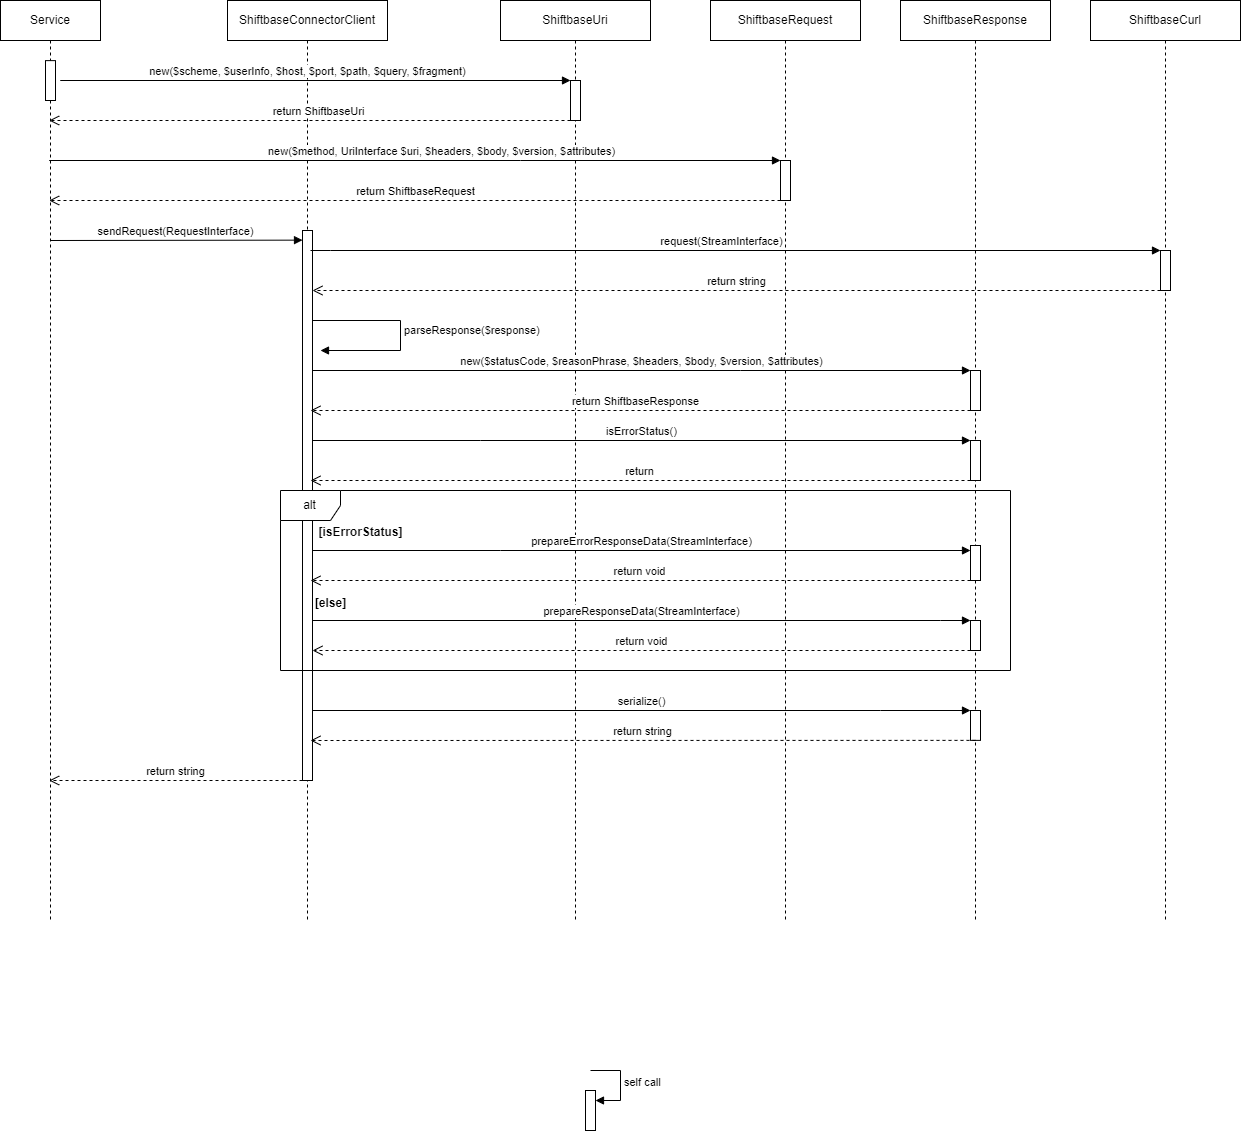 Service
ShiftbaseConnectorClient
ShiftbaseUri
ShiftbaseRequest
ShiftbaseResponse
ShiftbaseCurl
new($scheme, $userInfo, $host, $port, $path, $query, $fragment)
return ShiftbaseUri
new($method, UriInterface $uri, $headers, $body, $version, $attributes)
return ShiftbaseRequest
sendRequest(RequestInterface)
request(StreamInterface)
return string
parseResponse($response)
new($statusCode, $reasonPhrase, $headers, $body, $version, $attributes)
return ShiftbaseResponse
isErrorStatus()
return
alt
[isErrorStatus]
prepareErrorResponseData(StreamInterface)
return void
[else]
prepareResponseData(StreamInterface)
return void
serialize()
return string
return string
self call